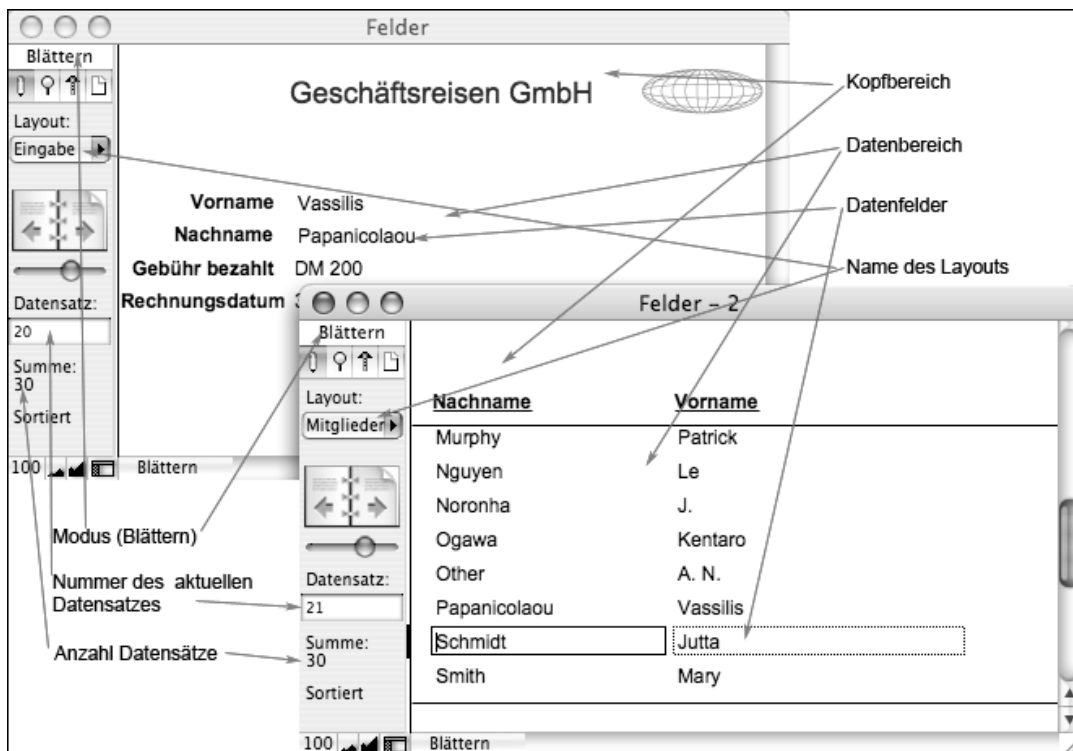 Felder
Blättern
Layout:
Eingabe
Datensatz:
20
Summe:
30
Sortiert
100
Blättern
Geschäftsreisen GmbH
Vorname Vassilis
Nachname Papanicolaou
Gebühr bezahlt DM 200
Rechnungsdatum
Kopfbereich
Datenbereich
Datenfelder
Name des Layouts
Felder – 2
Blättern
Layout:
Mitglieder
Datensatz:
21
Summe:
30
Sortiert
100
Blättern
Nachname Vorname
Murphy Patrick
Nguyen Le
Noronha J.
Ogawa Kentaro
Other A. N.
Papanicolaou Vassilis
Schmidt Jutta
Smith Mary
Modus (Blättern)
Nummer des aktuellen
Datensatzes
Anzahl Datensätze